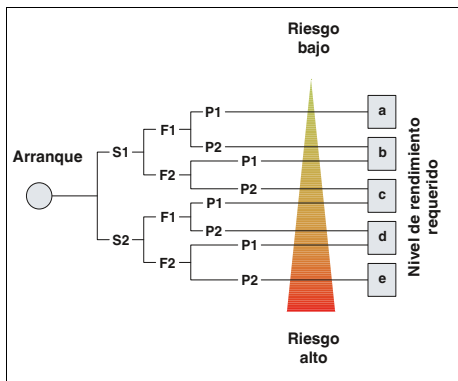 Riesgo
bajo
P1
a
F1
P2
b
Arranque
S1
P1
F2
P2
c
F1
P1
P2
d
S2
P1
F2
P2
e
Nivel de rendimiento
requerido
Riesgo
alto